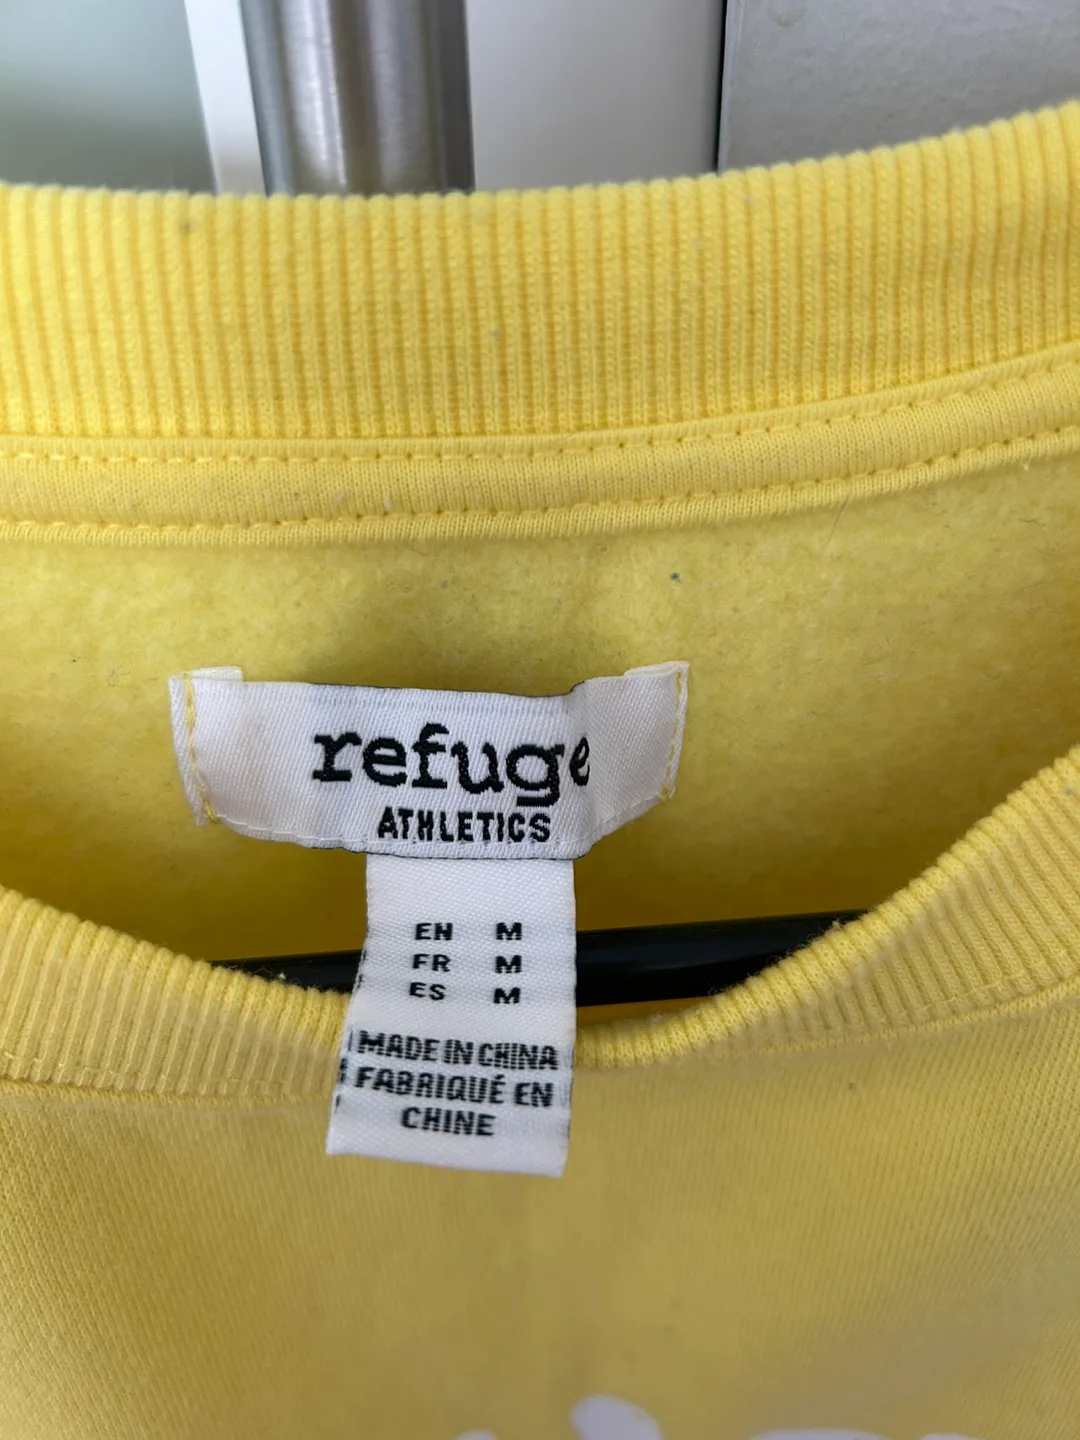 refuge
ATHLETICS
EN M
FR M
ES M
MADE IN CHINA
FABRIQUÉ EN
CHINE